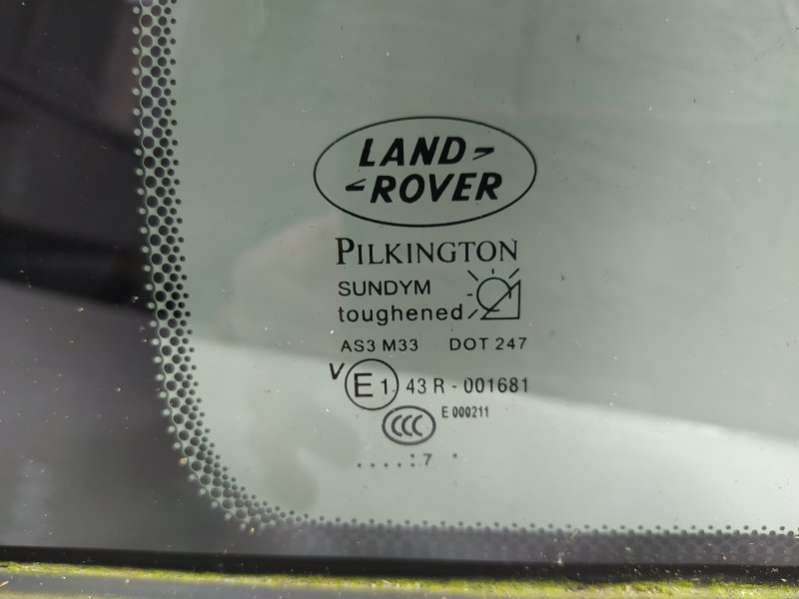 LAND
ROVER
PILKINGTON
SUNDYM
toughened
AS3 M33 DOT 247
V E1 43 R - 001681
E 000211
CCC
....:7 .